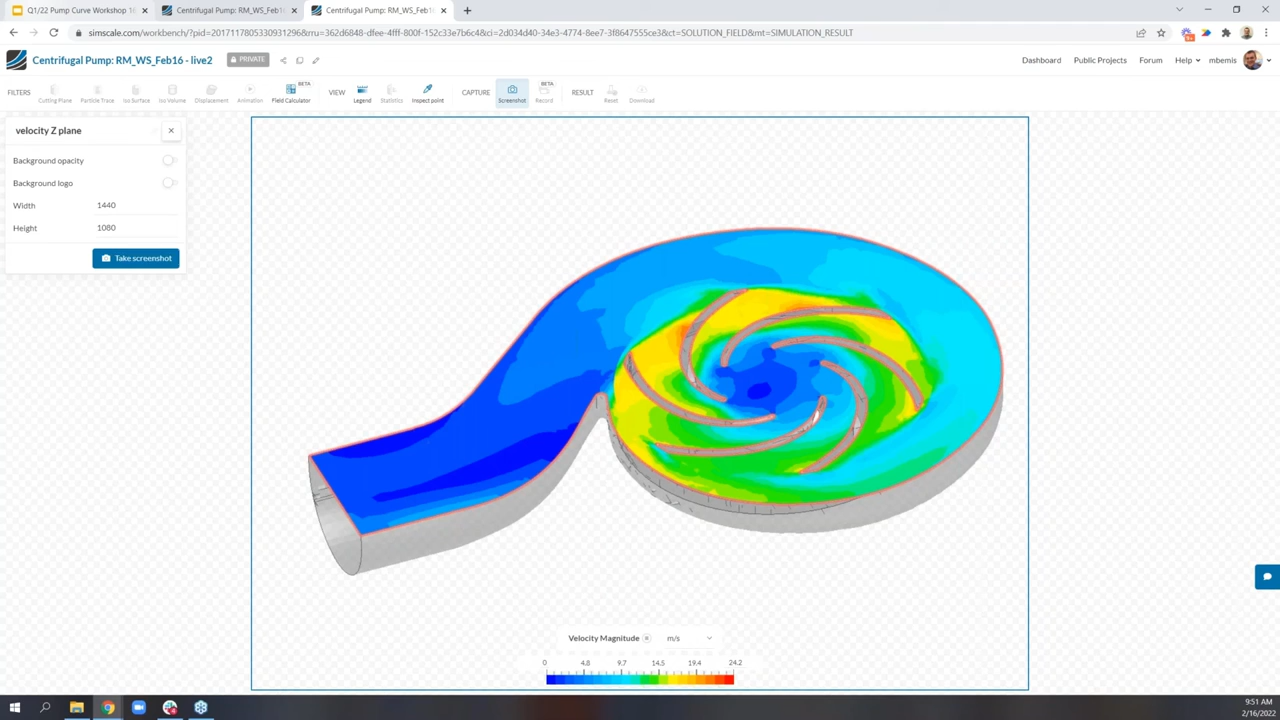 Q1/22 Pump Curve Workshop 16
Centrifugal Pump: RM_WS_Feb16
Centrifugal Pump: RM_WS_Feb16
simscale.com/workbench/?pid=2017117805330931296&rru=362d6848-dfee-4fff-800f-152c33e7b6c4&ci=2d034d40-34e3-4774-8ee7-3f8647555ce3&ct=SOLUTION_FIELD&mt=SIMULATION_RESULT
Centrifugal Pump: RM_WS_Feb16 - live2
PRIVATE
Dashboard
Public Projects
Forum
Help
mbemis
FILTERS
Cutting Plane
Particle Trace
Iso Surface
Iso Volume
Displacement
Animation
BETA
Field Calculator
VIEW
Legend
Statistics
Inspect point
CAPTURE
Screenshot
BETA
Record
RESULT
Reset
Download
velocity Z plane
Background opacity
Background logo
Width 1440
Height 1080
Take screenshot
Velocity Magnitude m/s
0 4.8 9.7 14.5 19.4 24.2
9:51 AM
2/16/2022